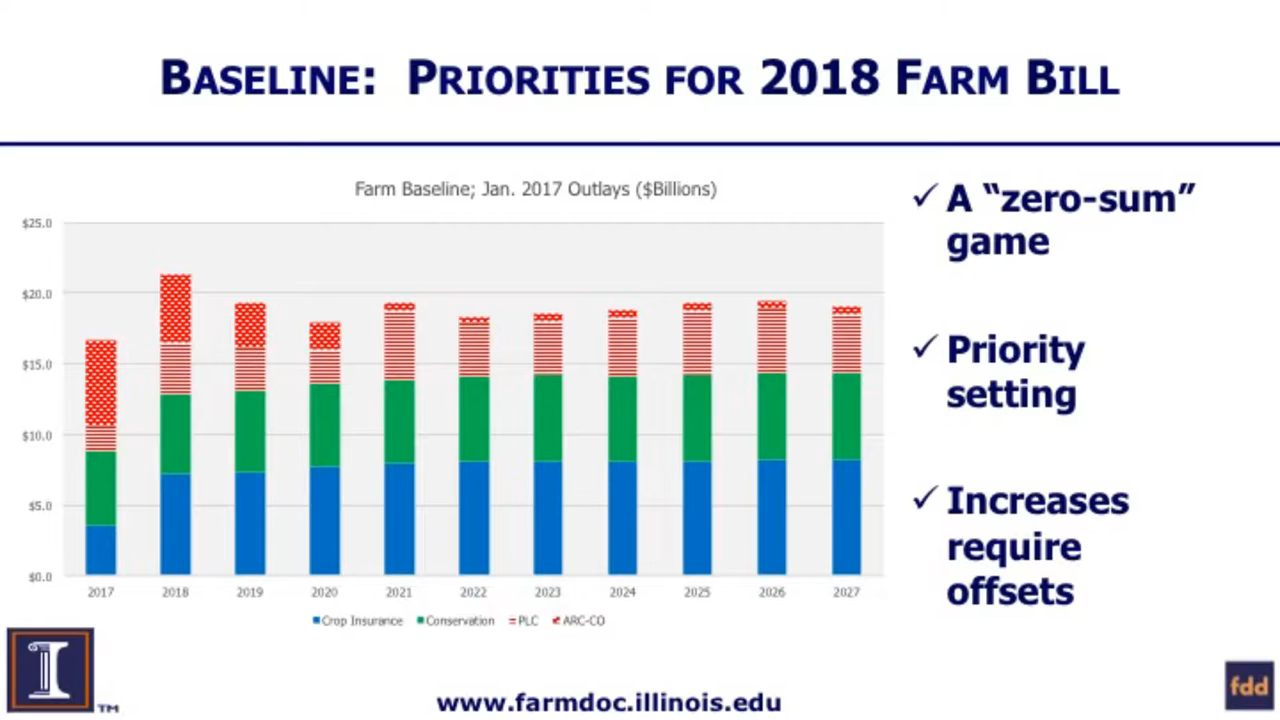 BASELINE: PRIORITIES FOR 2018 FARM BILL
Farm Baseline; Jan. 2017 Outlays ($Billions)
$25.0
$20.0
$15.0
$10.0
$5.0
$0.0
2017 2018 2019 2020 2021 2022 2023 2024 2025 2026 2027
Crop Insurance Conservation PLC ARC-CO
✓ A “zero-sum”
game
✓ Priority
setting
✓ Increases
require
offsets
I
TM
www.farmdoc.illinois.edu
fdd